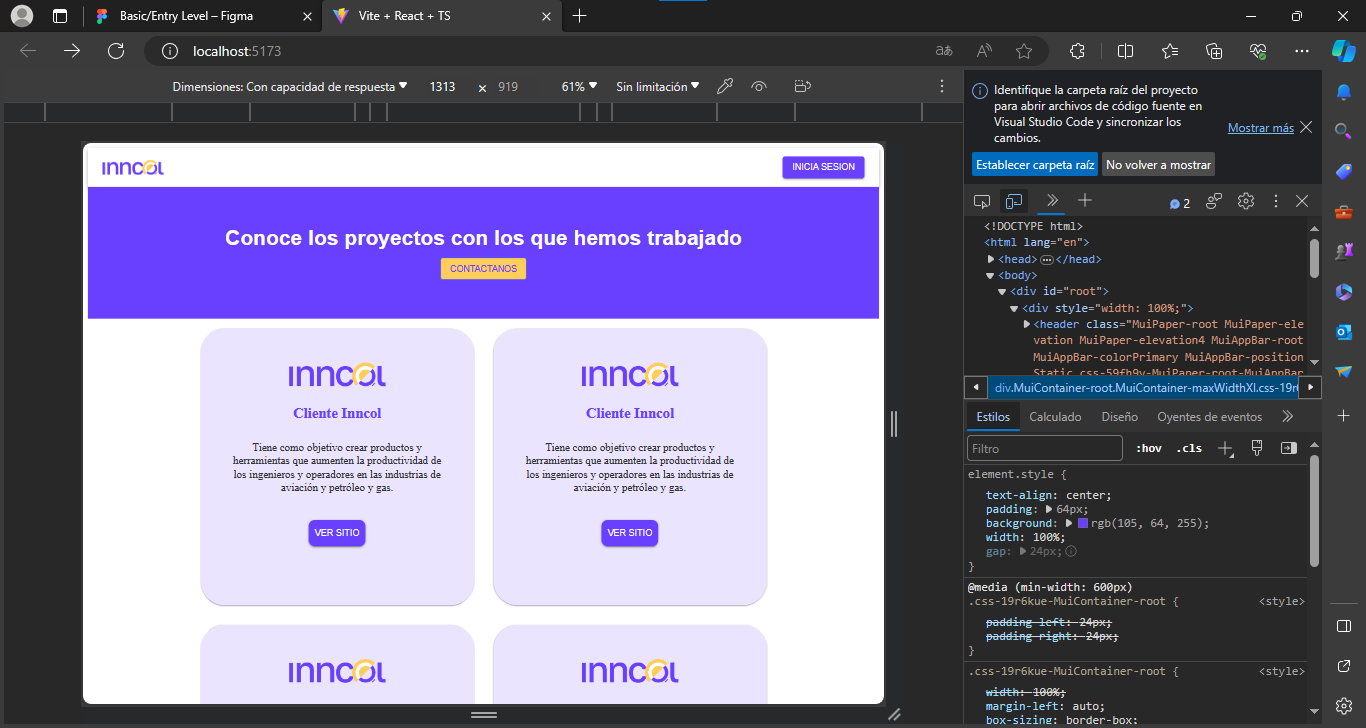 Basic/Entry Level – Figma
Vite + React + TS
localhost:5173
Dimensiones: Con capacidad de respuesta
1313
×
919
61%
Sin limitación
Identifique la carpeta raíz del proyecto
para abrir archivos de código fuente en
Visual Studio Code y sincronizar los
cambios.
Mostrar más
Establecer carpeta raíz
No volver a mostrar
2
inncol
INICIA SESION
Conoce los proyectos con los que hemos trabajado
CONTACTANOS
inncol
Cliente Inncol
Tiene como objetivo crear productos y
herramientas que aumenten la productividad de
los ingenieros y operadores en las industrias de
aviación y petróleo y gas.
VER SITIO
inncol
Cliente Inncol
Tiene como objetivo crear productos y
herramientas que aumenten la productividad de
los ingenieros y operadores en las industrias de
aviación y petróleo y gas.
VER SITIO
inncol
inncol
<!DOCTYPE html>
<html lang="en">
<head>…</head>
<body>
<div id="root">
<div style="width: 100%;">
<header class="MuiPaper-root MuiPaper-ele
vation MuiPaper-elevation4 MuiAppBar-root
MuiAppBar-colorPrimary MuiAppBar-position
Static css-59fh9v-MuiPaper-root-MuiAppBar
div.MuiContainer-root.MuiContainer-maxWidthXl.css-19r6
Estilos
Calculado
Diseño
Oyentes de eventos
Filtro
:hov
.cls
element.style {
text-align: center;
padding: 64px;
background: rgb(105, 64, 255);
width: 100%;
gap: 24px;
}
@media (min-width: 600px)
.css-19r6kue-MuiContainer-root {
<style>
padding-left: 24px;
padding-right: 24px;
}
.css-19r6kue-MuiContainer-root {
<style>
width: 100%;
margin-left: auto;
box-sizing: border-box;